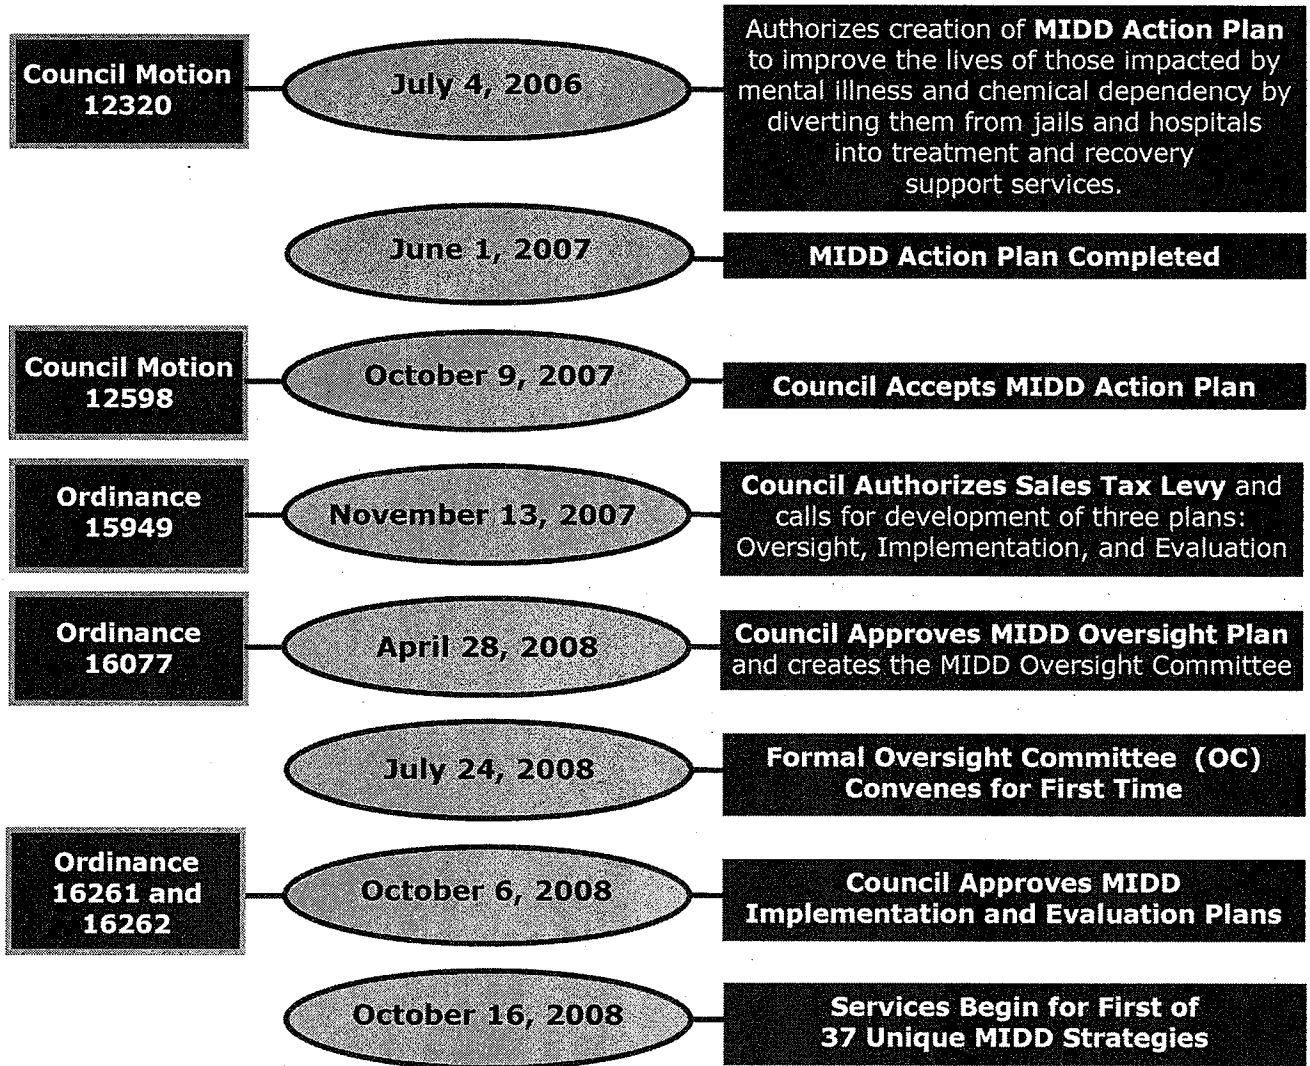 Council Motion
12320
July 4, 2006
Authorizes creation of MIDD Action Plan
to improve the lives of those impacted by
mental illness and chemical dependency by
diverting them from jails and hospitals
into treatment and recovery
support services.
June 1, 2007
MIDD Action Plan Completed
Council Motion
12598
October 9, 2007
Council Accepts MIDD Action Plan
Ordinance
15949
November 13, 2007
Council Authorizes Sales Tax Levy and
calls for development of three plans:
Oversight, Implementation, and Evaluation
Ordinance
16077
April 28, 2008
Council Approves MIDD Oversight Plan
and creates the MIDD Oversight Committee
July 24, 2008
Formal Oversight Committee (OC)
Convenes for First Time
Ordinance
16261 and
16262
October 6, 2008
Council Approves MIDD
Implementation and Evaluation Plans
October 16, 2008
Services Begin for First of
37 Unique MIDD Strategies